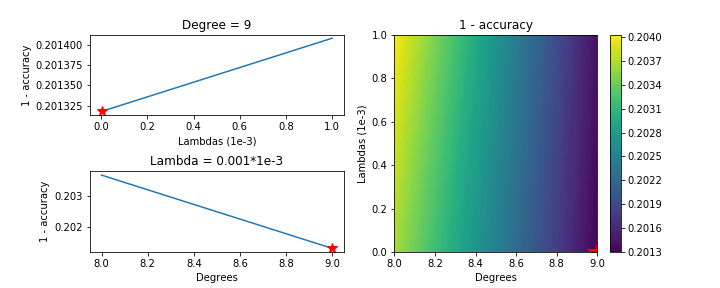 Degree = 9
1 - accuracy
0.201400
0.201375
0.201350
0.201325
0.0 0.2 0.4 0.6 0.8 1.0
Lambdas (1e-3)
Lambda = 0.001*1e-3
1 - accuracy
0.203
0.202
8.0 8.2 8.4 8.6 8.8 9.0
Degrees
1 - accuracy
Lambdas (1e-3)
1.0
0.8
0.6
0.4
0.2
0.0
8.0 8.2 8.4 8.6 8.8 9.0
Degrees
0.2040
0.2037
0.2034
0.2031
0.2028
0.2025
0.2022
0.2019
0.2016
0.2013